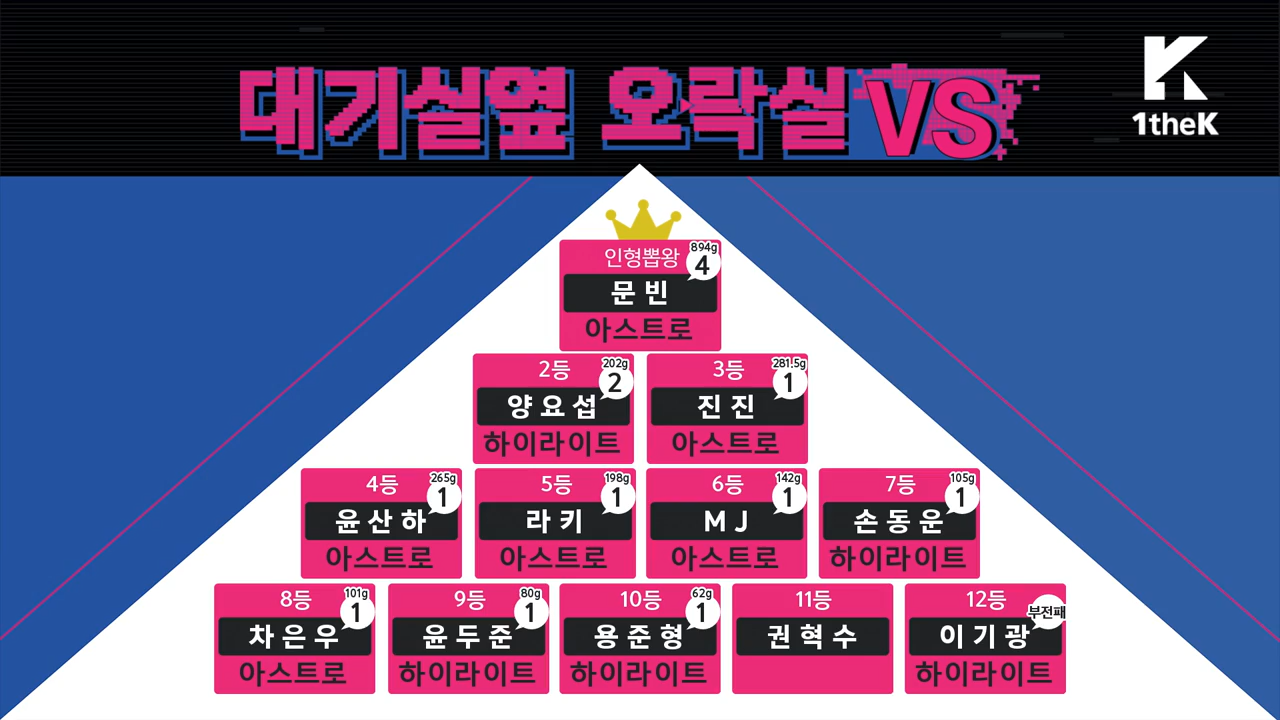 대기실옆 오락실 VS
1theK
인형뽑왕 894g 4
문빈
아스트로
2등 202g 2
양요섭
하이라이트
3등 281.5g 1
진진
아스트로
4등 265g 1
윤산하
아스트로
5등 198g 1
라키
아스트로
6등 142g 1
MJ
아스트로
7등 105g 1
손동운
하이라이트
8등 101g 1
차은우
아스트로
9등 80g 1
윤두준
하이라이트
10등 62g 1
용준형
하이라이트
11등
권혁수
12등 부전패
이기광
하이라이트